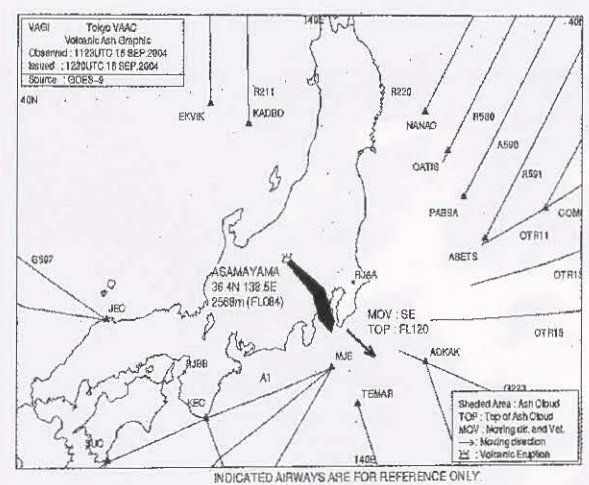 VAGI Tokyo VAAC
Volcanic Ash Graphic
Observed : 1123UTC 16 SEP.2004
Issued : 1220UTC 16 SEP.2004
Source : GOES-9
140E
40N
40N
EKVIK
R211
KADBO
R220
NANAC
R580
OATIS
A590
R591
PABBA
ABETS
OTR11
OTR15
G597
JEC
ASAMAYAMA
36.4N 138.5E
2568m (FL084)
RJAA
MOV : SE
TOP : FL120
RJBB
MJE
A1
ADKAK
KEC
TEMAR
SUC
140E
Shaded Area : Ash Cloud
TOP : Top of Ash Cloud
MOV : Moving dir. and Vel.
: Moving direction
: Volcanic Eruption
INDICATED AIRWAYS ARE FOR REFERENCE ONLY.